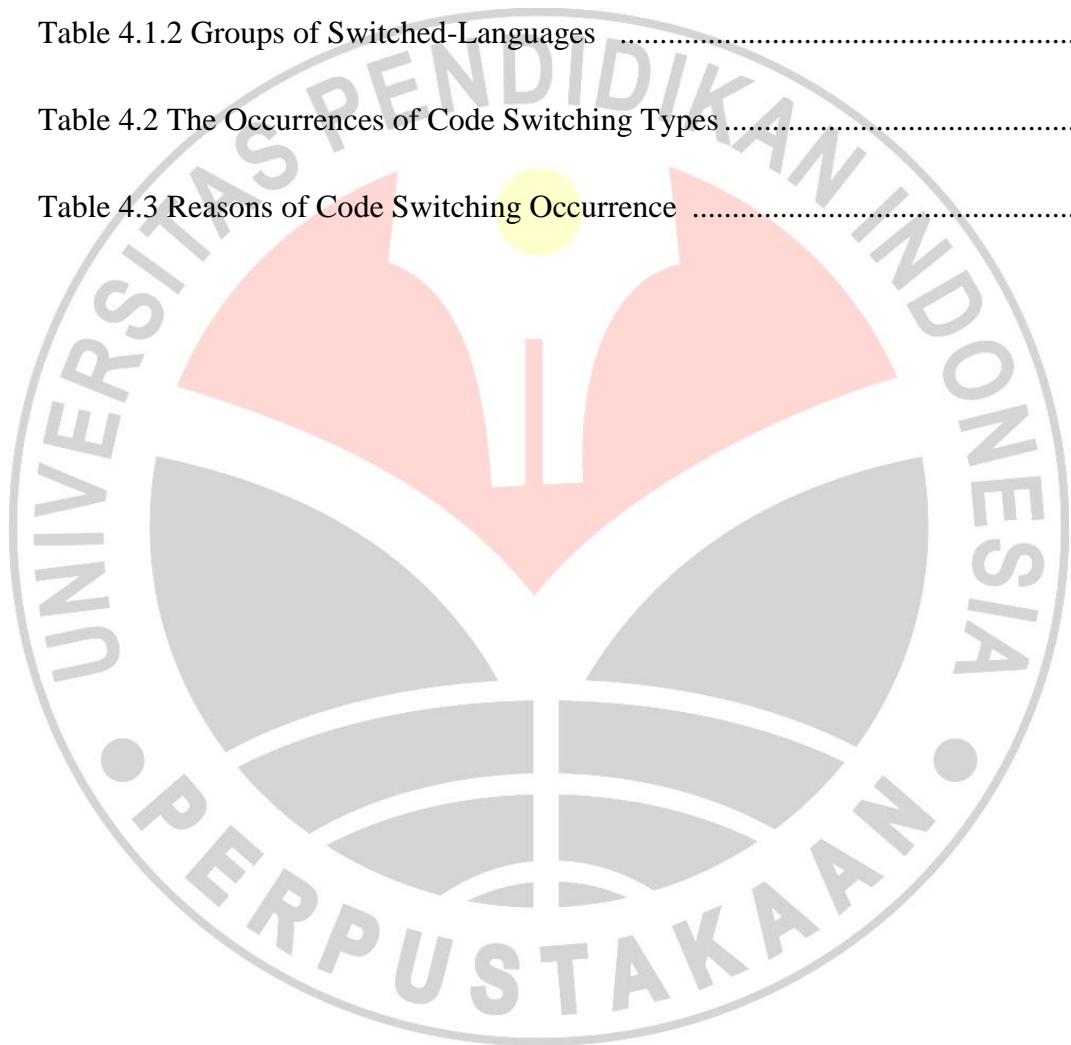 Table 4.1.2 Groups of Switched-Languages ........................................................
Table 4.2 The Occurrences of Code Switching Types ............................................
Table 4.3 Reasons of Code Switching Occurrence ................................................
UNIVERSITAS PENDIDIKAN INDONESIA
PERPUSTAKAAN